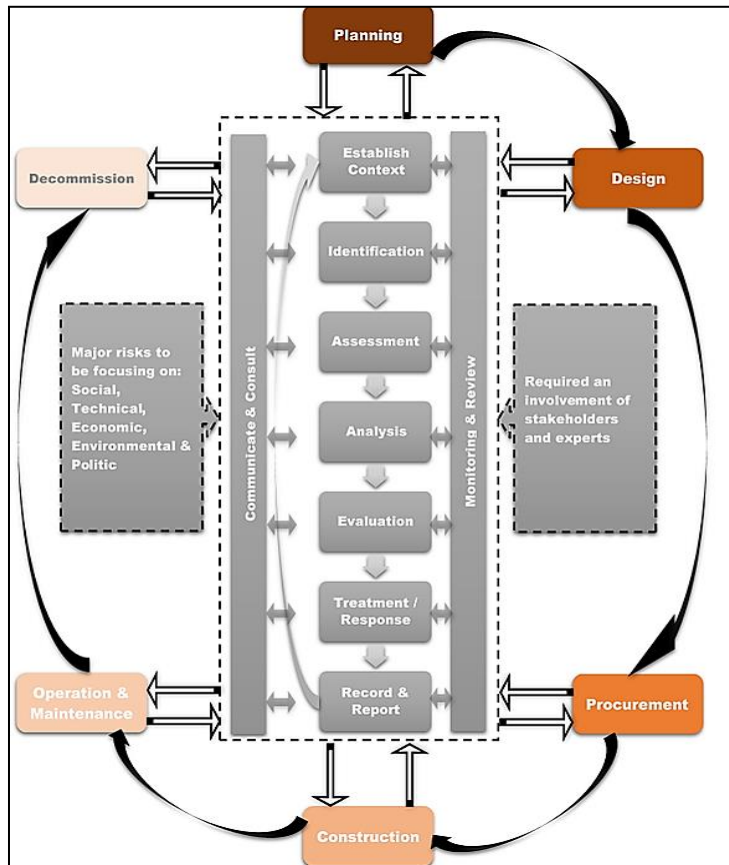 Planning
Decommission
Design
Establish
Context
Identification
Assessment
Analysis
Evaluation
Treatment /
Response
Record &
Report
Communicate & Consult
Monitoring & Review
Major risks to
be focusing on:
Social,
Technical,
Economic,
Environmental &
Politic
Required an
involvement of
stakeholders
and experts
Operation &
Maintenance
Procurement
Construction